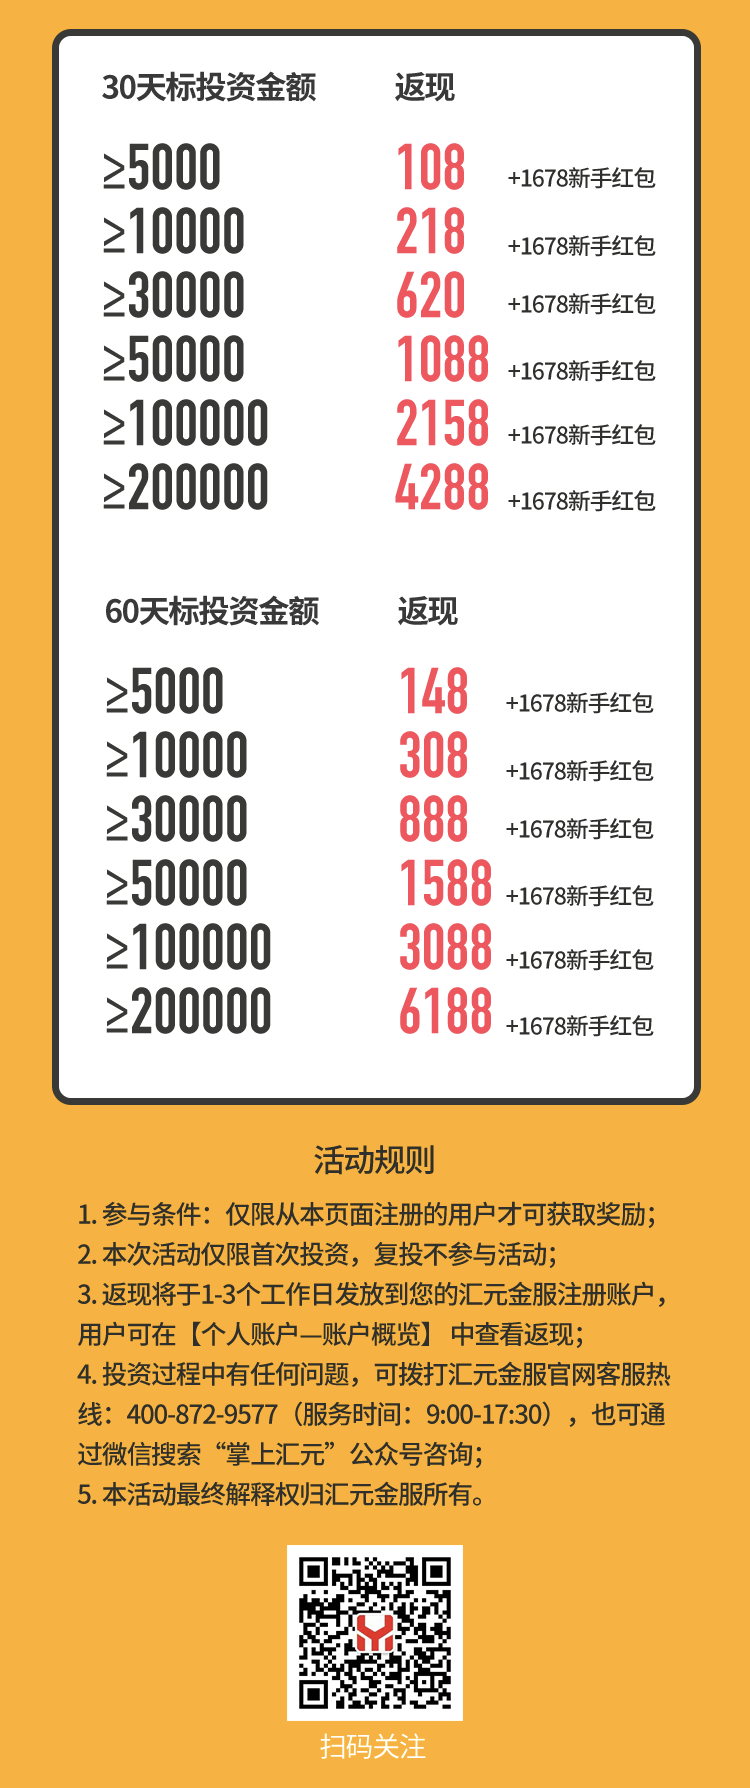 30天标投资金额 返现
≥5000 108 +1678新手红包
≥10000 218 +1678新手红包
≥30000 620 +1678新手红包
≥50000 1088 +1678新手红包
≥100000 2158 +1678新手红包
≥200000 4288 +1678新手红包
60天标投资金额 返现
≥5000 148 +1678新手红包
≥10000 308 +1678新手红包
≥30000 888 +1678新手红包
≥50000 1588 +1678新手红包
≥100000 3088 +1678新手红包
≥200000 6188 +1678新手红包
活动规则
1. 参与条件：仅限从本页面注册的用户才可获取奖励；
2. 本次活动仅限首次投资，复投不参与活动；
3. 返现将于1-3个工作日发放到您的汇元金服注册账户，
用户可在【个人账户—账户概览】 中查看返现；
4. 投资过程中有任何问题，可拨打汇元金服官网客服热
线：400-872-9577（服务时间：9:00-17:30），也可通
过微信搜索“掌上汇元”公众号咨询；
5. 本活动最终解释权归汇元金服所有。
扫码关注